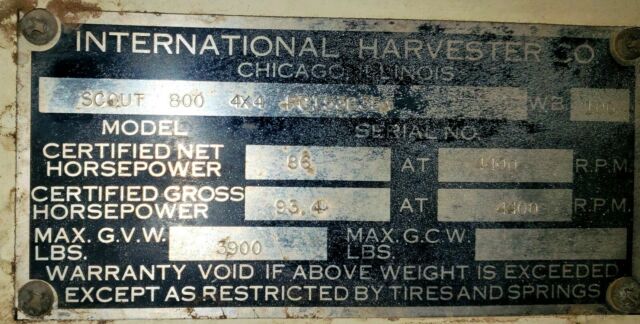 INTERNATIONAL HARVESTER CO
CHICAGO, ILLINOIS
SCOUT 800 4X4 WB
MODEL SERIAL NO.
CERTIFIED NET
HORSEPOWER 86 AT R.P.M.
CERTIFIED GROSS
HORSEPOWER 93.4 AT 4400 R.P.M.
MAX. G.V.W. 3900 MAX. G.C.W.
LBS. LBS.
WARRANTY VOID IF ABOVE WEIGHT IS EXCEEDED
EXCEPT AS RESTRICTED BY TIRES AND SPRINGS